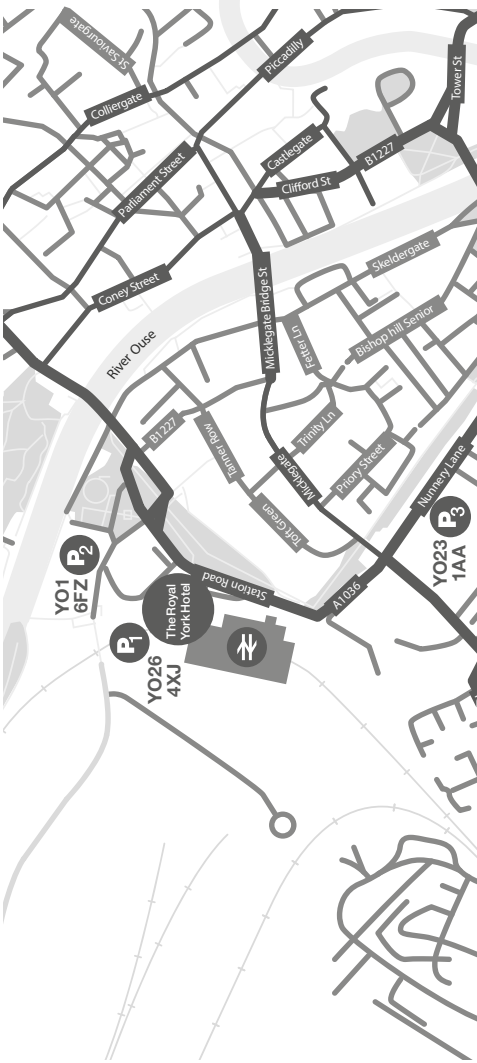 St Saviourgate
Piccadilly
Tower St
Colliergate
Castlegate
B1227
Parliament Street
Clifford St
Skeldergate
Coney Street
Micklegate Bridge St
River Ouse
Fetter Ln
Bishop hill Senior
B1227
Tanner Row
Trinity Ln
Priory Street
Micklegate
Nunnery Lane
Toft Green
P3
YO23
1AA
P2
YO1
6FZ
Station Road
A1036
The Royal
York Hotel
P1
YO26
4XJ